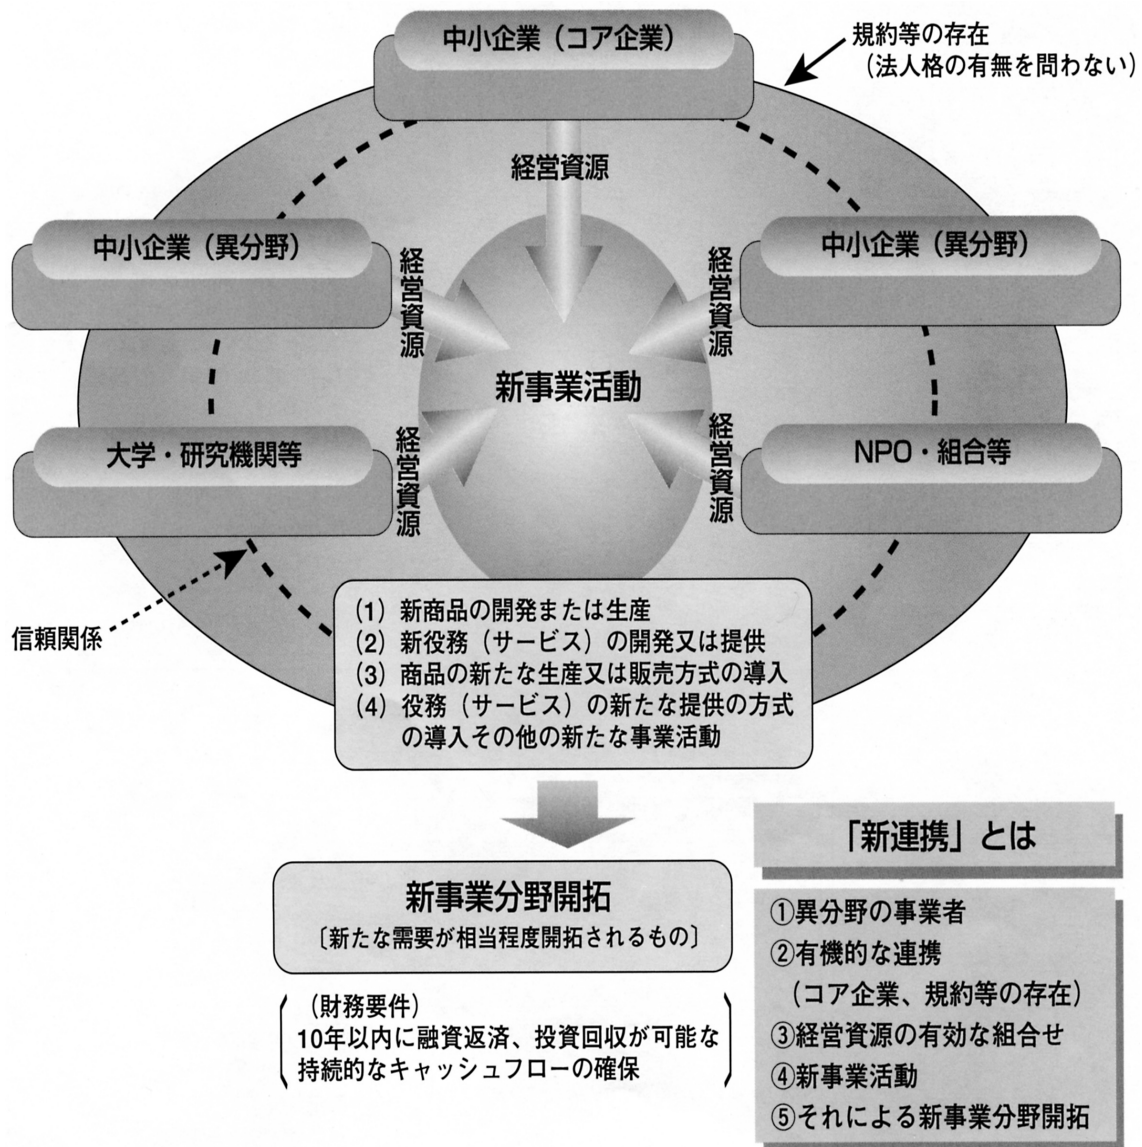 中小企業（コア企業）
規約等の存在
（法人格の有無を問わない）
経営資源
中小企業（異分野）
経営資源
経営資源
中小企業（異分野）
新事業活動
大学・研究機関等
経営資源
経営資源
NPO・組合等
信頼関係
（1）新商品の開発または生産
（2）新役務（サービス）の開発又は提供
（3）商品の新たな生産又は販売方式の導入
（4）役務（サービス）の新たな提供の方式
の導入その他の新たな事業活動
新事業分野開拓
〔新たな需要が相当程度開拓されるもの〕
（財務要件）
10年以内に融資返済、投資回収が可能な
持続的なキャッシュフローの確保
「新連携」とは
①異分野の事業者
②有機的な連携
（コア企業、規約等の存在）
③経営資源の有効な組合せ
④新事業活動
⑤それによる新事業分野開拓